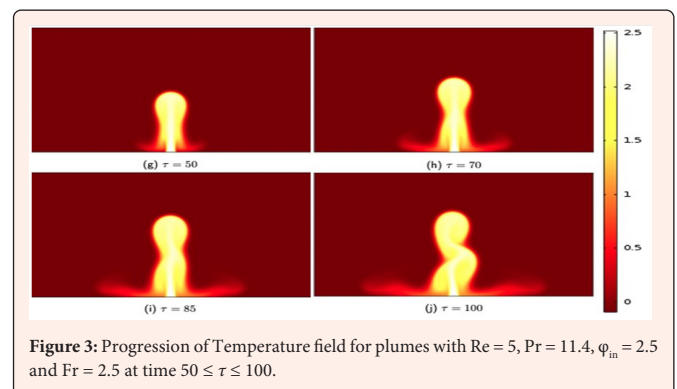 2.5
2
1.5
1
0.5
0
(g) τ = 50
(h) τ = 70
(i) τ = 85
(j) τ = 100
Figure 3: Progression of Temperature field for plumes with Re = 5, Pr = 11.4, φin = 2.5
and Fr = 2.5 at time 50 ≤ τ ≤ 100.